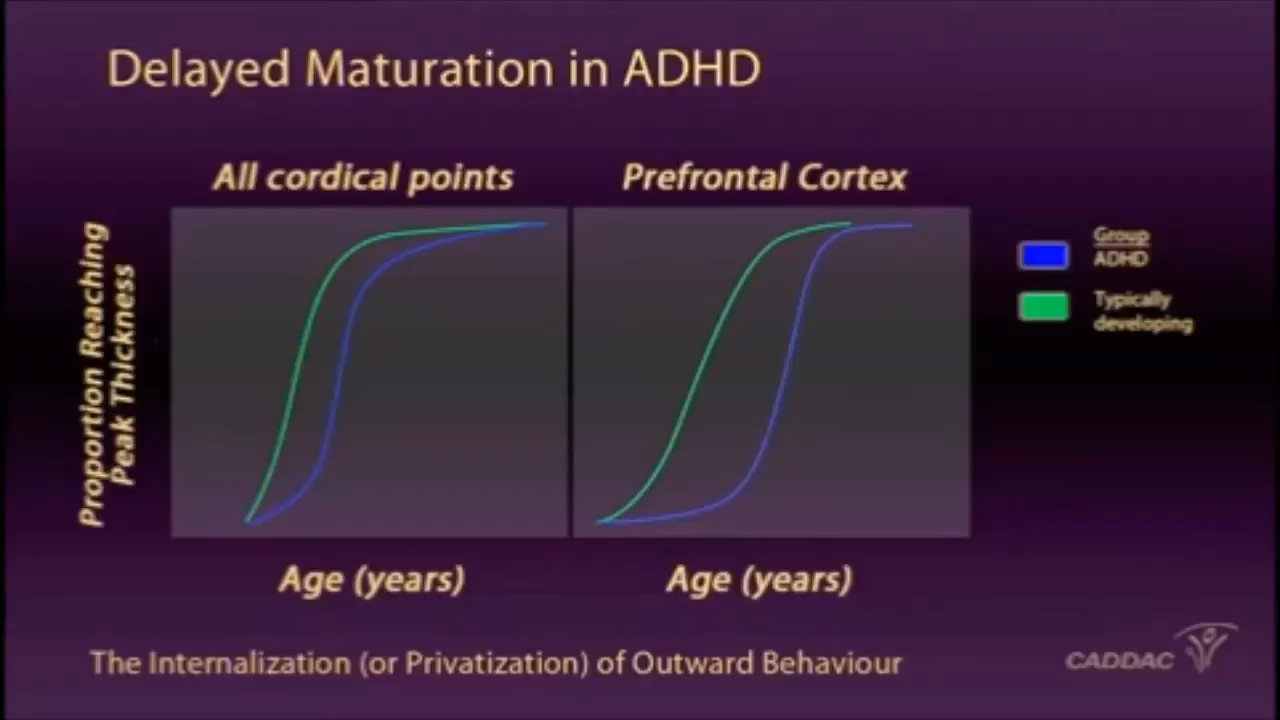 Delayed Maturation in ADHD
All cordical points
Prefrontal Cortex
Proportion Reaching
Peak Thickness
Group
ADHD
Typically
developing
Age (years)
Age (years)
The Internalization (or Privatization) of Outward Behaviour
CADDAC